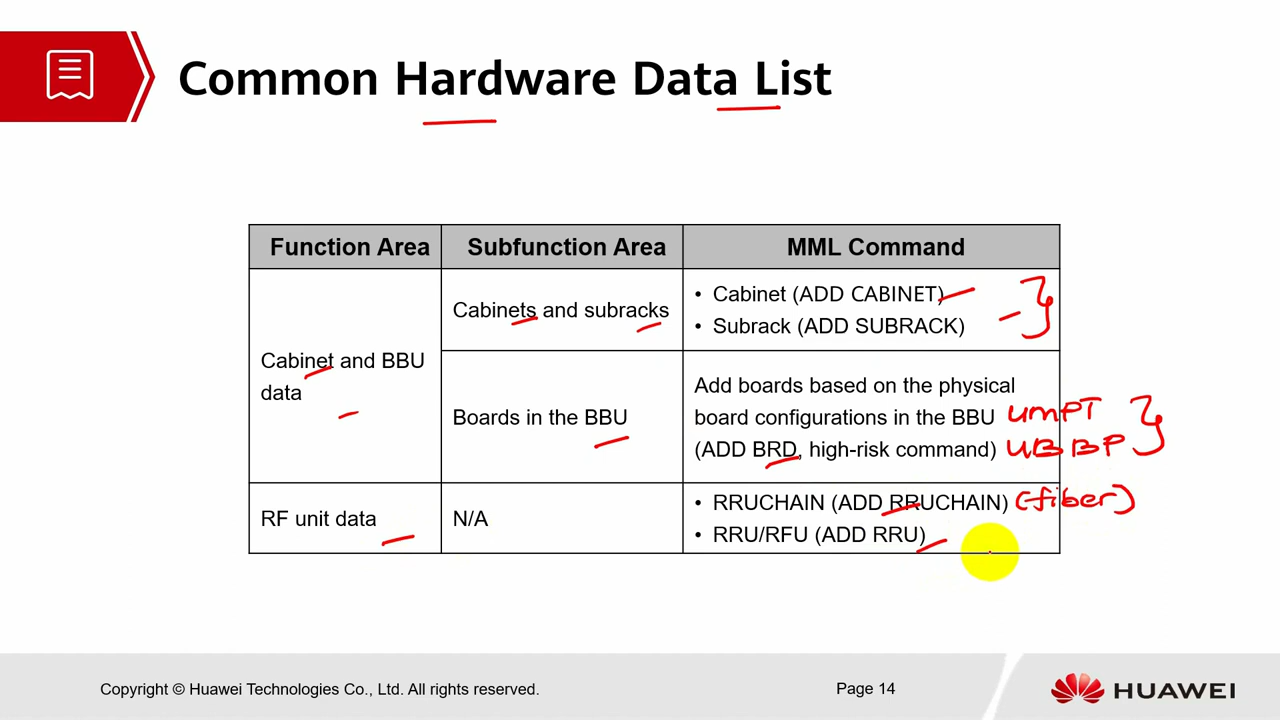 Common Hardware Data List
Function Area
Subfunction Area
MML Command
Cabinet and BBU
data
Cabinets and subracks
• Cabinet (ADD CABINET)
• Subrack (ADD SUBRACK)
Boards in the BBU
Add boards based on the physical
board configurations in the BBU UMPT
(ADD BRD, high-risk command) UBBP
RF unit data
N/A
• RRUCHAIN (ADD RRUCHAIN) (fiber)
• RRU/RFU (ADD RRU)
Copyright © Huawei Technologies Co., Ltd. All rights reserved.
Page 14
HUAWEI